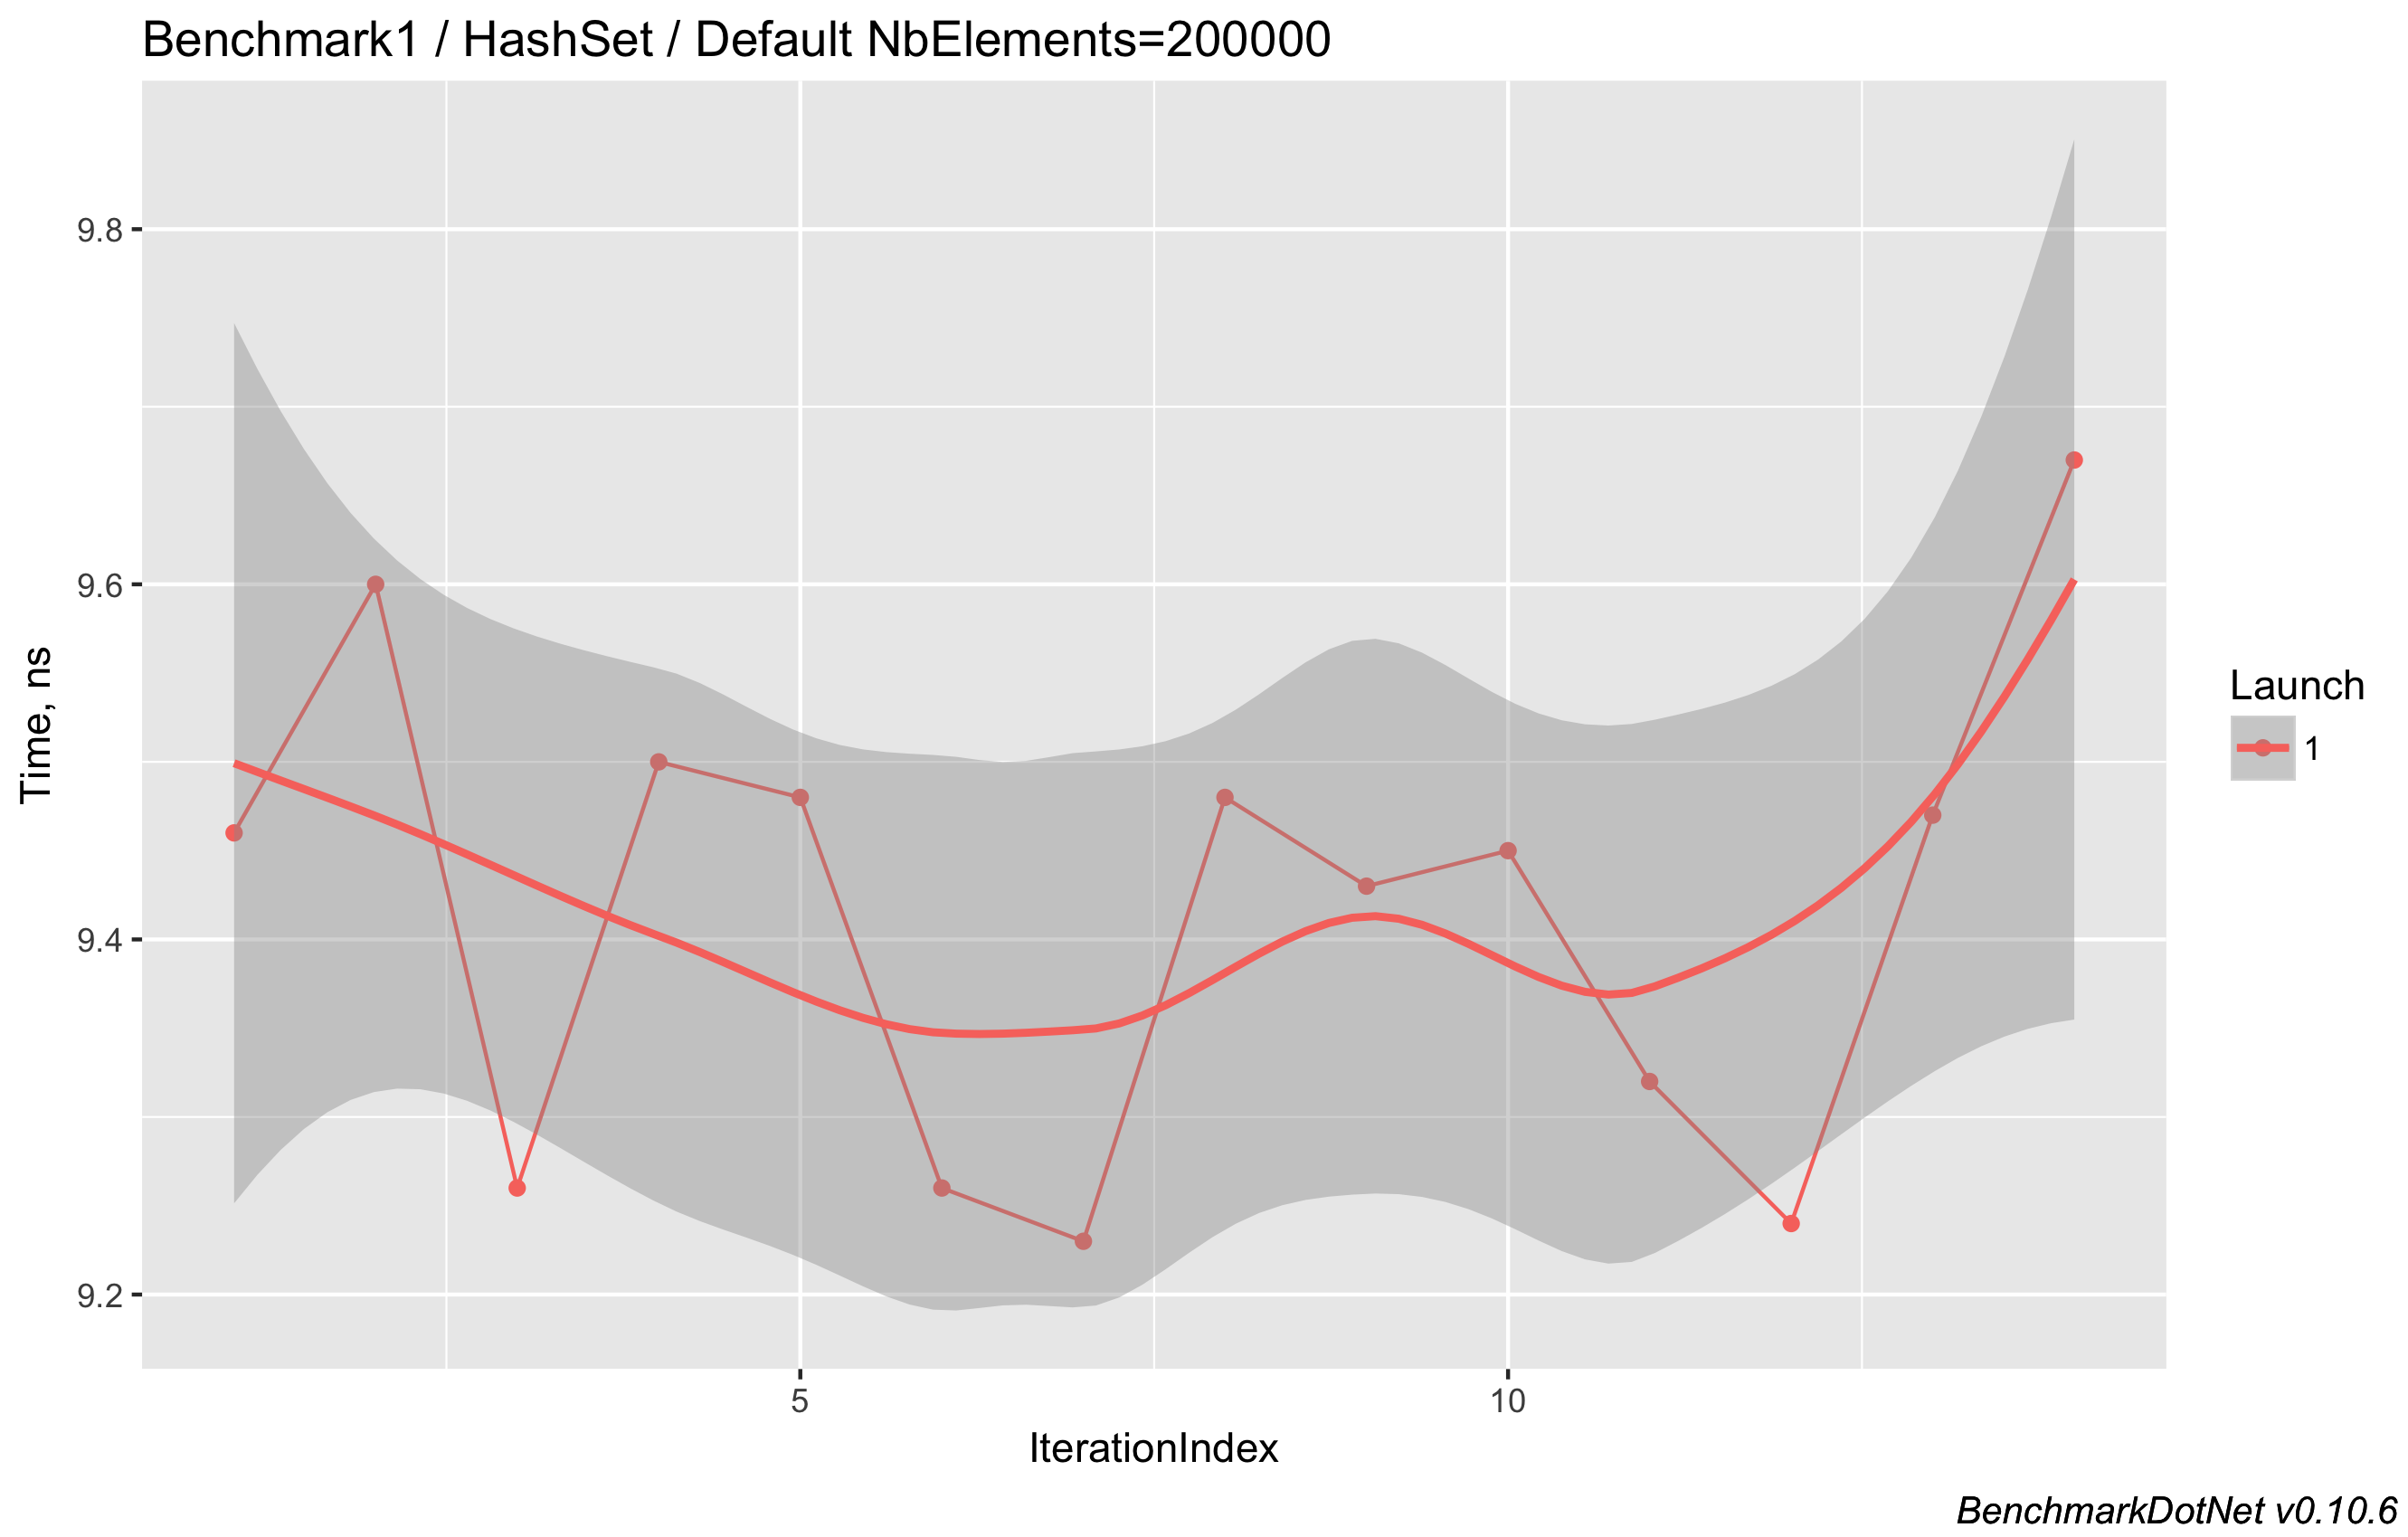 Benchmark1 / HashSet / Default NbElements=200000
Time, ns
9.8
9.6
9.4
9.2
5
10
IterationIndex
Launch
1
BenchmarkDotNet v0.10.6